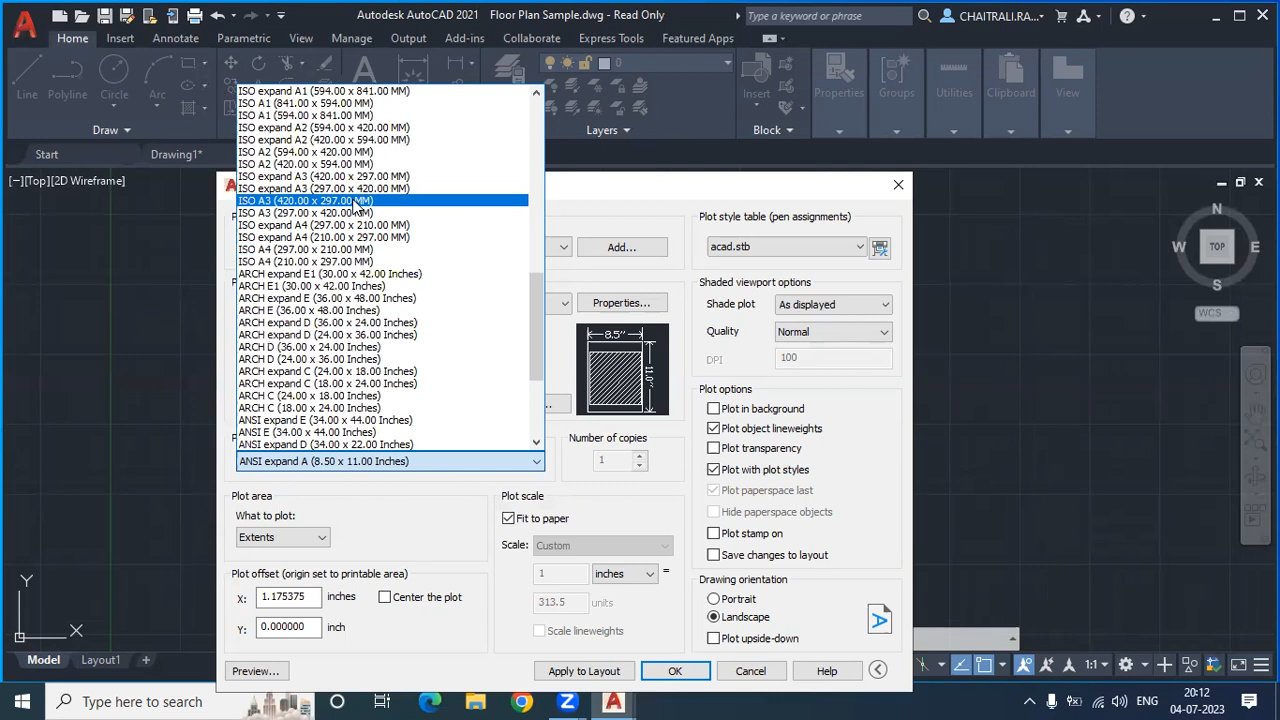 Autodesk AutoCAD 2021 Floor Plan Sample.dwg - Read Only
Type a keyword or phrase
CHAITRALI.RA...
Home Insert Annotate Parametric View Manage Output Add-ins Collaborate Express Tools Featured Apps
0
Line Polyline Circle Arc
Insert Properties Groups Utilities Clipboard View
Draw Layers Block
Start Drawing1*
[−][Top][2D Wireframe]
ISO expand A1 (594.00 x 841.00 MM)
ISO A1 (841.00 x 594.00 MM)
ISO A1 (594.00 x 841.00 MM)
ISO expand A2 (594.00 x 420.00 MM)
ISO expand A2 (420.00 x 594.00 MM)
ISO A2 (594.00 x 420.00 MM)
ISO A2 (420.00 x 594.00 MM)
ISO expand A3 (420.00 x 297.00 MM)
ISO expand A3 (297.00 x 420.00 MM)
ISO A3 (420.00 x 297.00 MM)
ISO A3 (297.00 x 420.00 MM)
ISO expand A4 (297.00 x 210.00 MM)
ISO expand A4 (210.00 x 297.00 MM)
ISO A4 (297.00 x 210.00 MM)
ISO A4 (210.00 x 297.00 MM)
ARCH expand E1 (30.00 x 42.00 Inches)
ARCH E1 (30.00 x 42.00 Inches)
ARCH expand E (36.00 x 48.00 Inches)
ARCH E (36.00 x 48.00 Inches)
ARCH expand D (36.00 x 24.00 Inches)
ARCH expand D (24.00 x 36.00 Inches)
ARCH D (36.00 x 24.00 Inches)
ARCH D (24.00 x 36.00 Inches)
ARCH expand C (24.00 x 18.00 Inches)
ARCH expand C (18.00 x 24.00 Inches)
ARCH C (24.00 x 18.00 Inches)
ARCH C (18.00 x 24.00 Inches)
ANSI expand E (34.00 x 44.00 Inches)
ANSI E (34.00 x 44.00 Inches)
ANSI expand D (34.00 x 22.00 Inches)
ANSI expand A (8.50 x 11.00 Inches)
Add...
Properties...
8.5''
11.0''
...
Number of copies
1
Plot area
What to plot:
Extents
Plot offset (origin set to printable area)
X: 1.175375 inches
Center the plot
Y: 0.000000 inch
Plot scale
Fit to paper
Scale: Custom
1 inches =
313.5 units
Scale lineweights
Plot style table (pen assignments)
acad.stb
Shaded viewport options
Shade plot As displayed
Quality Normal
DPI 100
Plot options
Plot in background
Plot object lineweights
Plot transparency
Plot with plot styles
Plot paperspace last
Hide paperspace objects
Plot stamp on
Save changes to layout
Drawing orientation
Portrait
Landscape
Plot upside-down
A
Preview... Apply to Layout OK Cancel Help
N
W TOP E
S
WCS
Y
X
Model Layout1 +
1:1
Type here to search
ENG
20:12
04-07-2023